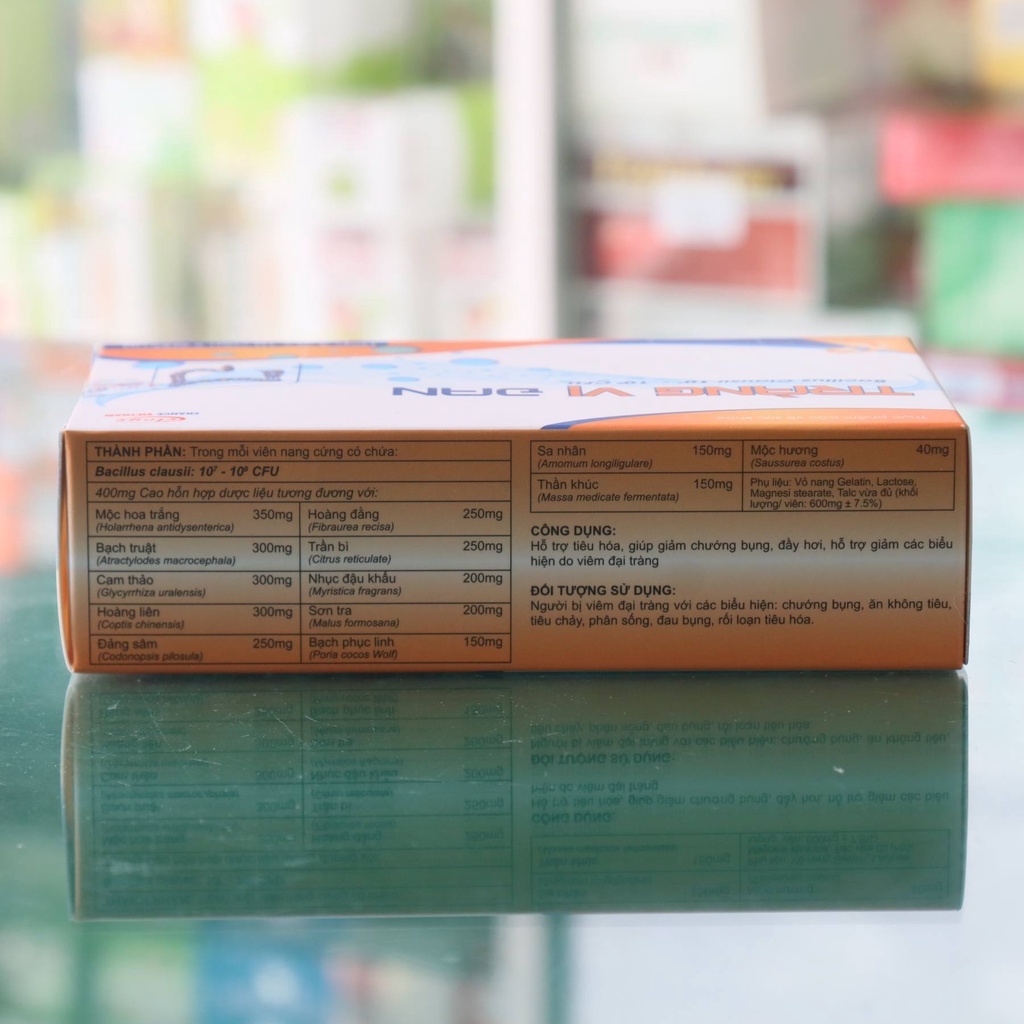 TRÀNG VỊ ĐAN
THÀNH PHẦN: Trong mỗi viên nang cứng có chứa:
Bacillus clausii: 10⁷ - 10⁸ CFU
400mg Cao hỗn hợp dược liệu tương đương với:
Mộc hoa trắng 350mg
(Holarrhena antidysenterica)
Hoàng đằng 250mg
(Fibraurea recisa)
Bạch truật 300mg
(Atractylodes macrocephala)
Trần bì 250mg
(Citrus reticulate)
Cam thảo 300mg
(Glycyrrhiza uralensis)
Nhục đậu khấu 200mg
(Myristica fragrans)
Hoàng liên 300mg
(Coptis chinensis)
Sơn tra 200mg
(Malus formosana)
Đảng sâm 250mg
(Codonopsis pilosula)
Bạch phục linh 150mg
(Poria cocos Wolf)
Sa nhân 150mg
(Amomum longiligulare)
Mộc hương 40mg
(Saussurea costus)
Thần khúc 150mg
(Massa medicate fermentata)
Phụ liệu: Vỏ nang Gelatin, Lactose,
Magnesi stearate, Talc vừa đủ (khối
lượng/ viên: 600mg ± 7.5%)
CÔNG DỤNG:
Hỗ trợ tiêu hóa, giúp giảm chướng bụng, đầy hơi, hỗ trợ giảm các biểu
hiện do viêm đại tràng
ĐỐI TƯỢNG SỬ DỤNG:
Người bị viêm đại tràng với các biểu hiện: chướng bụng, ăn không tiêu,
tiêu chảy, phân sống, đau bụng, rối loạn tiêu hóa.